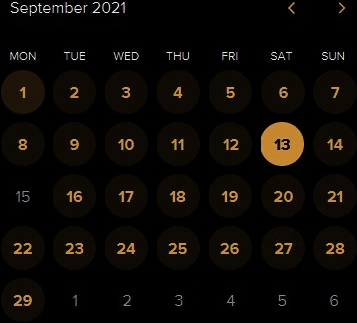 September 2021
MON TUE WED THU FRI SAT SUN
1 2 3 4 5 6 7
8 9 10 11 12 13 14
15 16 17 18 19 20 21
22 23 24 25 26 27 28
29 1 2 3 4 5 6